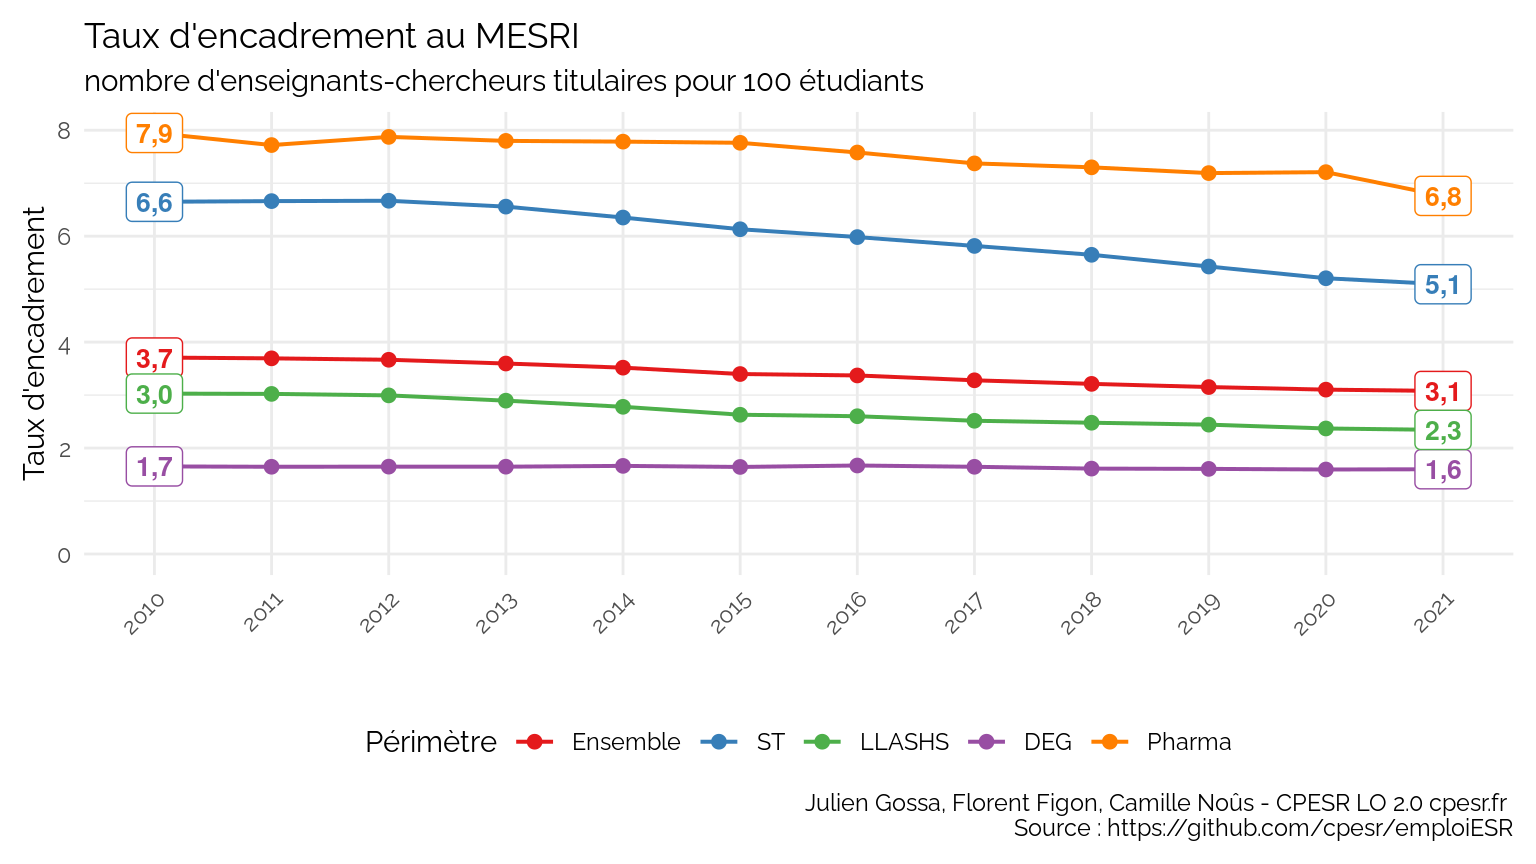 Taux d'encadrement au MESRI
nombre d'enseignants-chercheurs titulaires pour 100 étudiants
Taux d'encadrement
8
6
4
2
0
7,9
6,6
3,7
3,0
1,7
6,8
5,1
3,1
2,3
1,6
2010 2011 2012 2013 2014 2015 2016 2017 2018 2019 2020 2021
Périmètre Ensemble ST LLASHS DEG Pharma
Julien Gossa, Florent Figon, Camille Noûs - CPESR LO 2.0 cpesr.fr
Source : https://github.com/cpesr/emploiESR